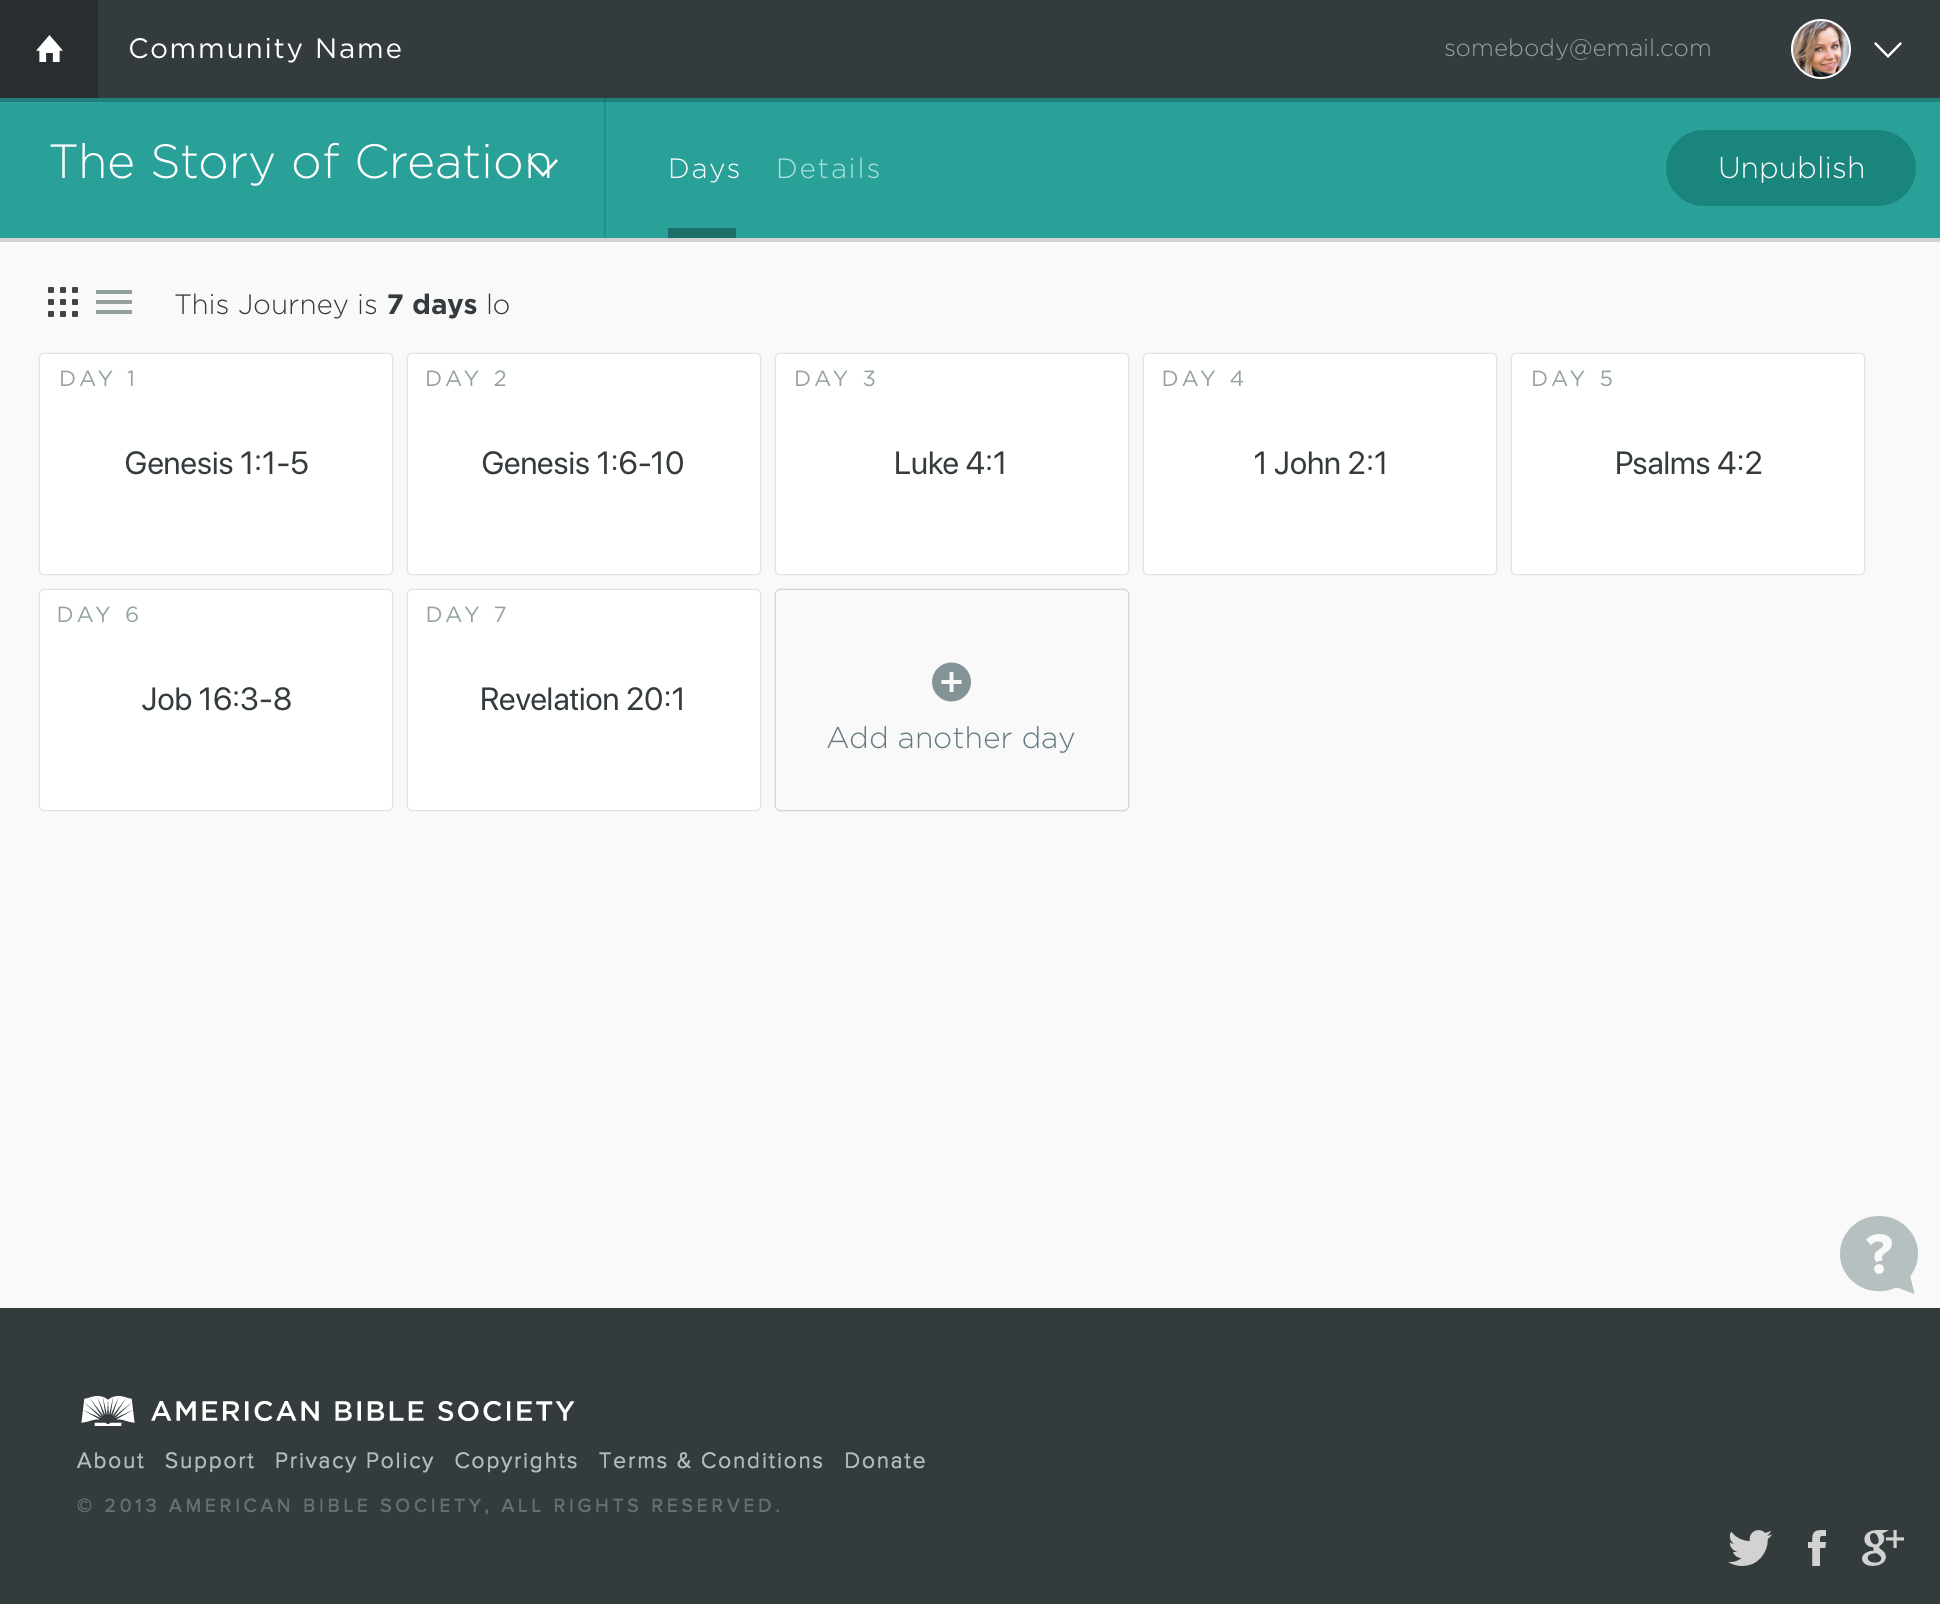 Community Name
somebody@email.com
The Story of Creation
Days
Details
Unpublish
This Journey is 7 days lo
DAY 1
Genesis 1:1-5
DAY 2
Genesis 1:6-10
DAY 3
Luke 4:1
DAY 4
1 John 2:1
DAY 5
Psalms 4:2
DAY 6
Job 16:3-8
DAY 7
Revelation 20:1
Add another day
?
AMERICAN BIBLE SOCIETY
About Support Privacy Policy Copyrights Terms & Conditions Donate
© 2013 AMERICAN BIBLE SOCIETY, ALL RIGHTS RESERVED.
f
g+